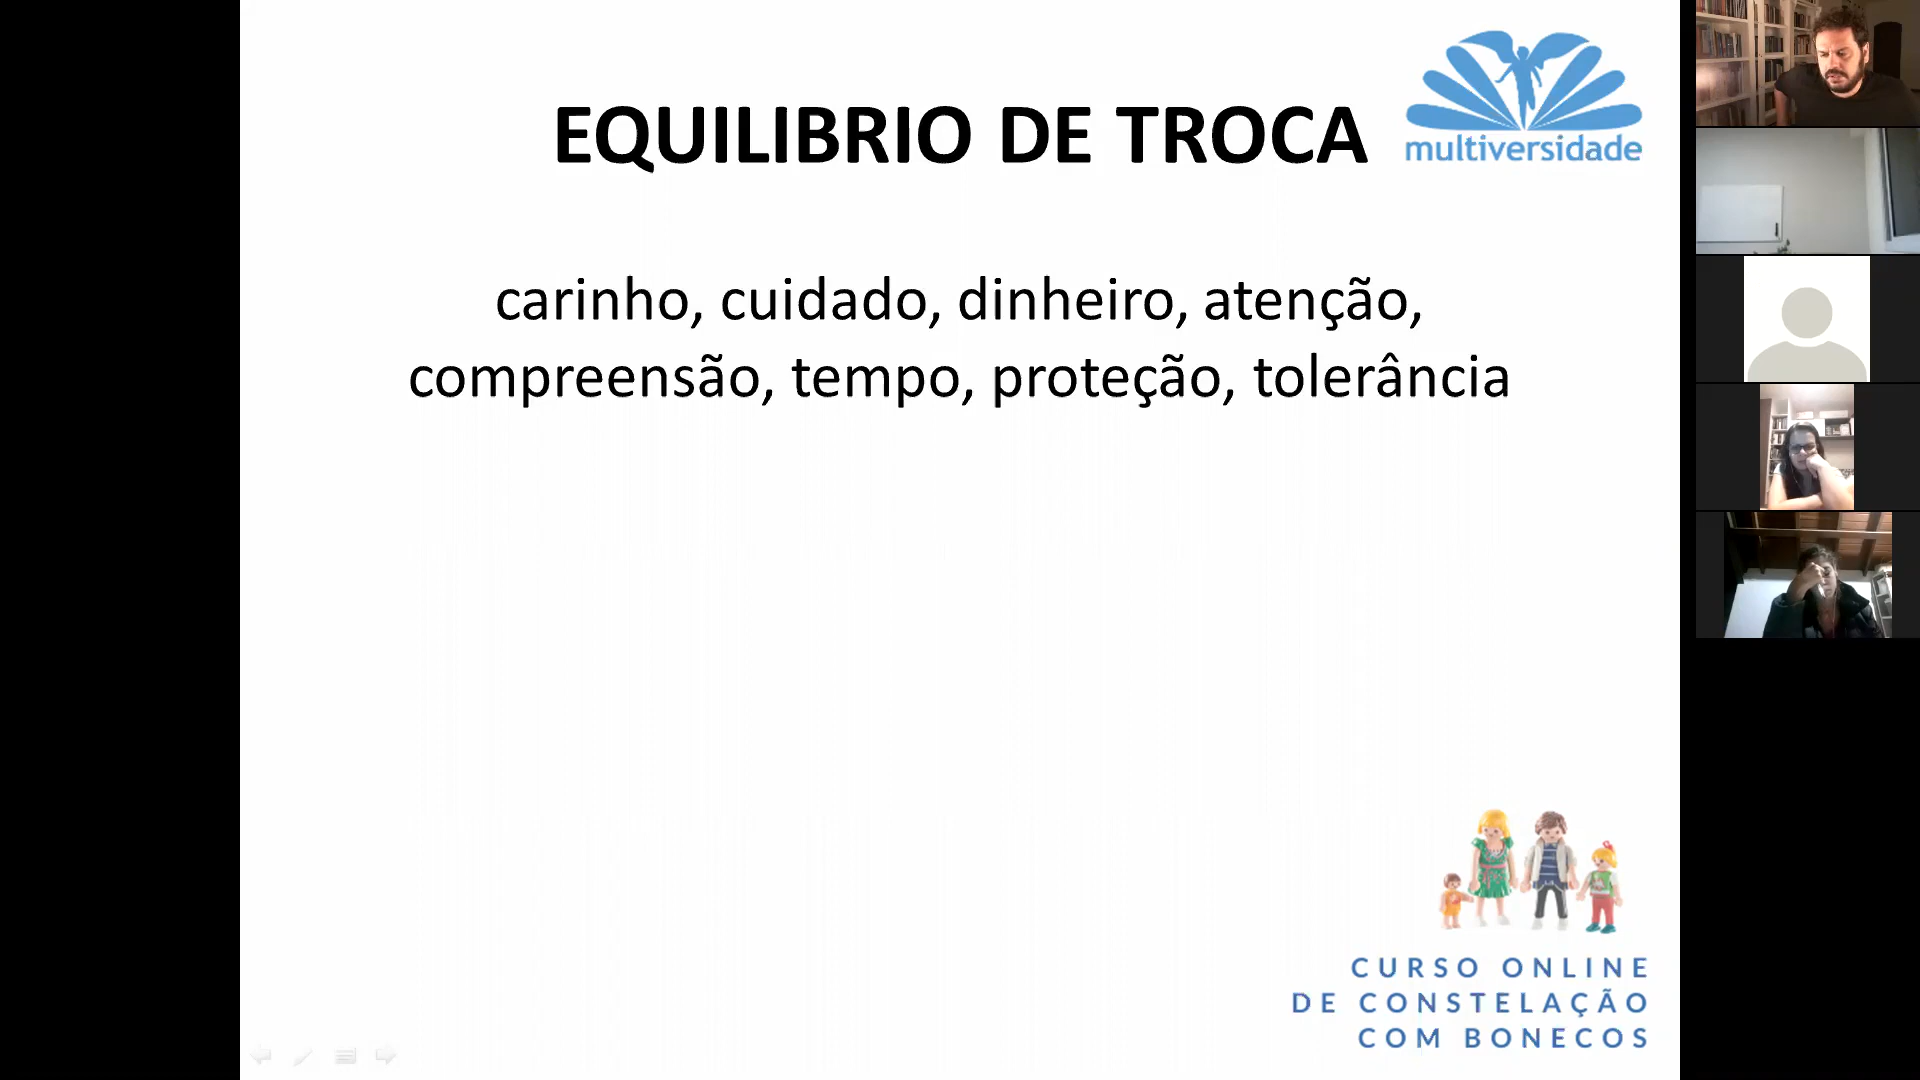 EQUILIBRIO DE TROCA
multiversidade
carinho, cuidado, dinheiro, atenção,
compreensão, tempo, proteção, tolerância
CURSO ONLINE
DE CONSTELAÇÃO
COM BONECOS